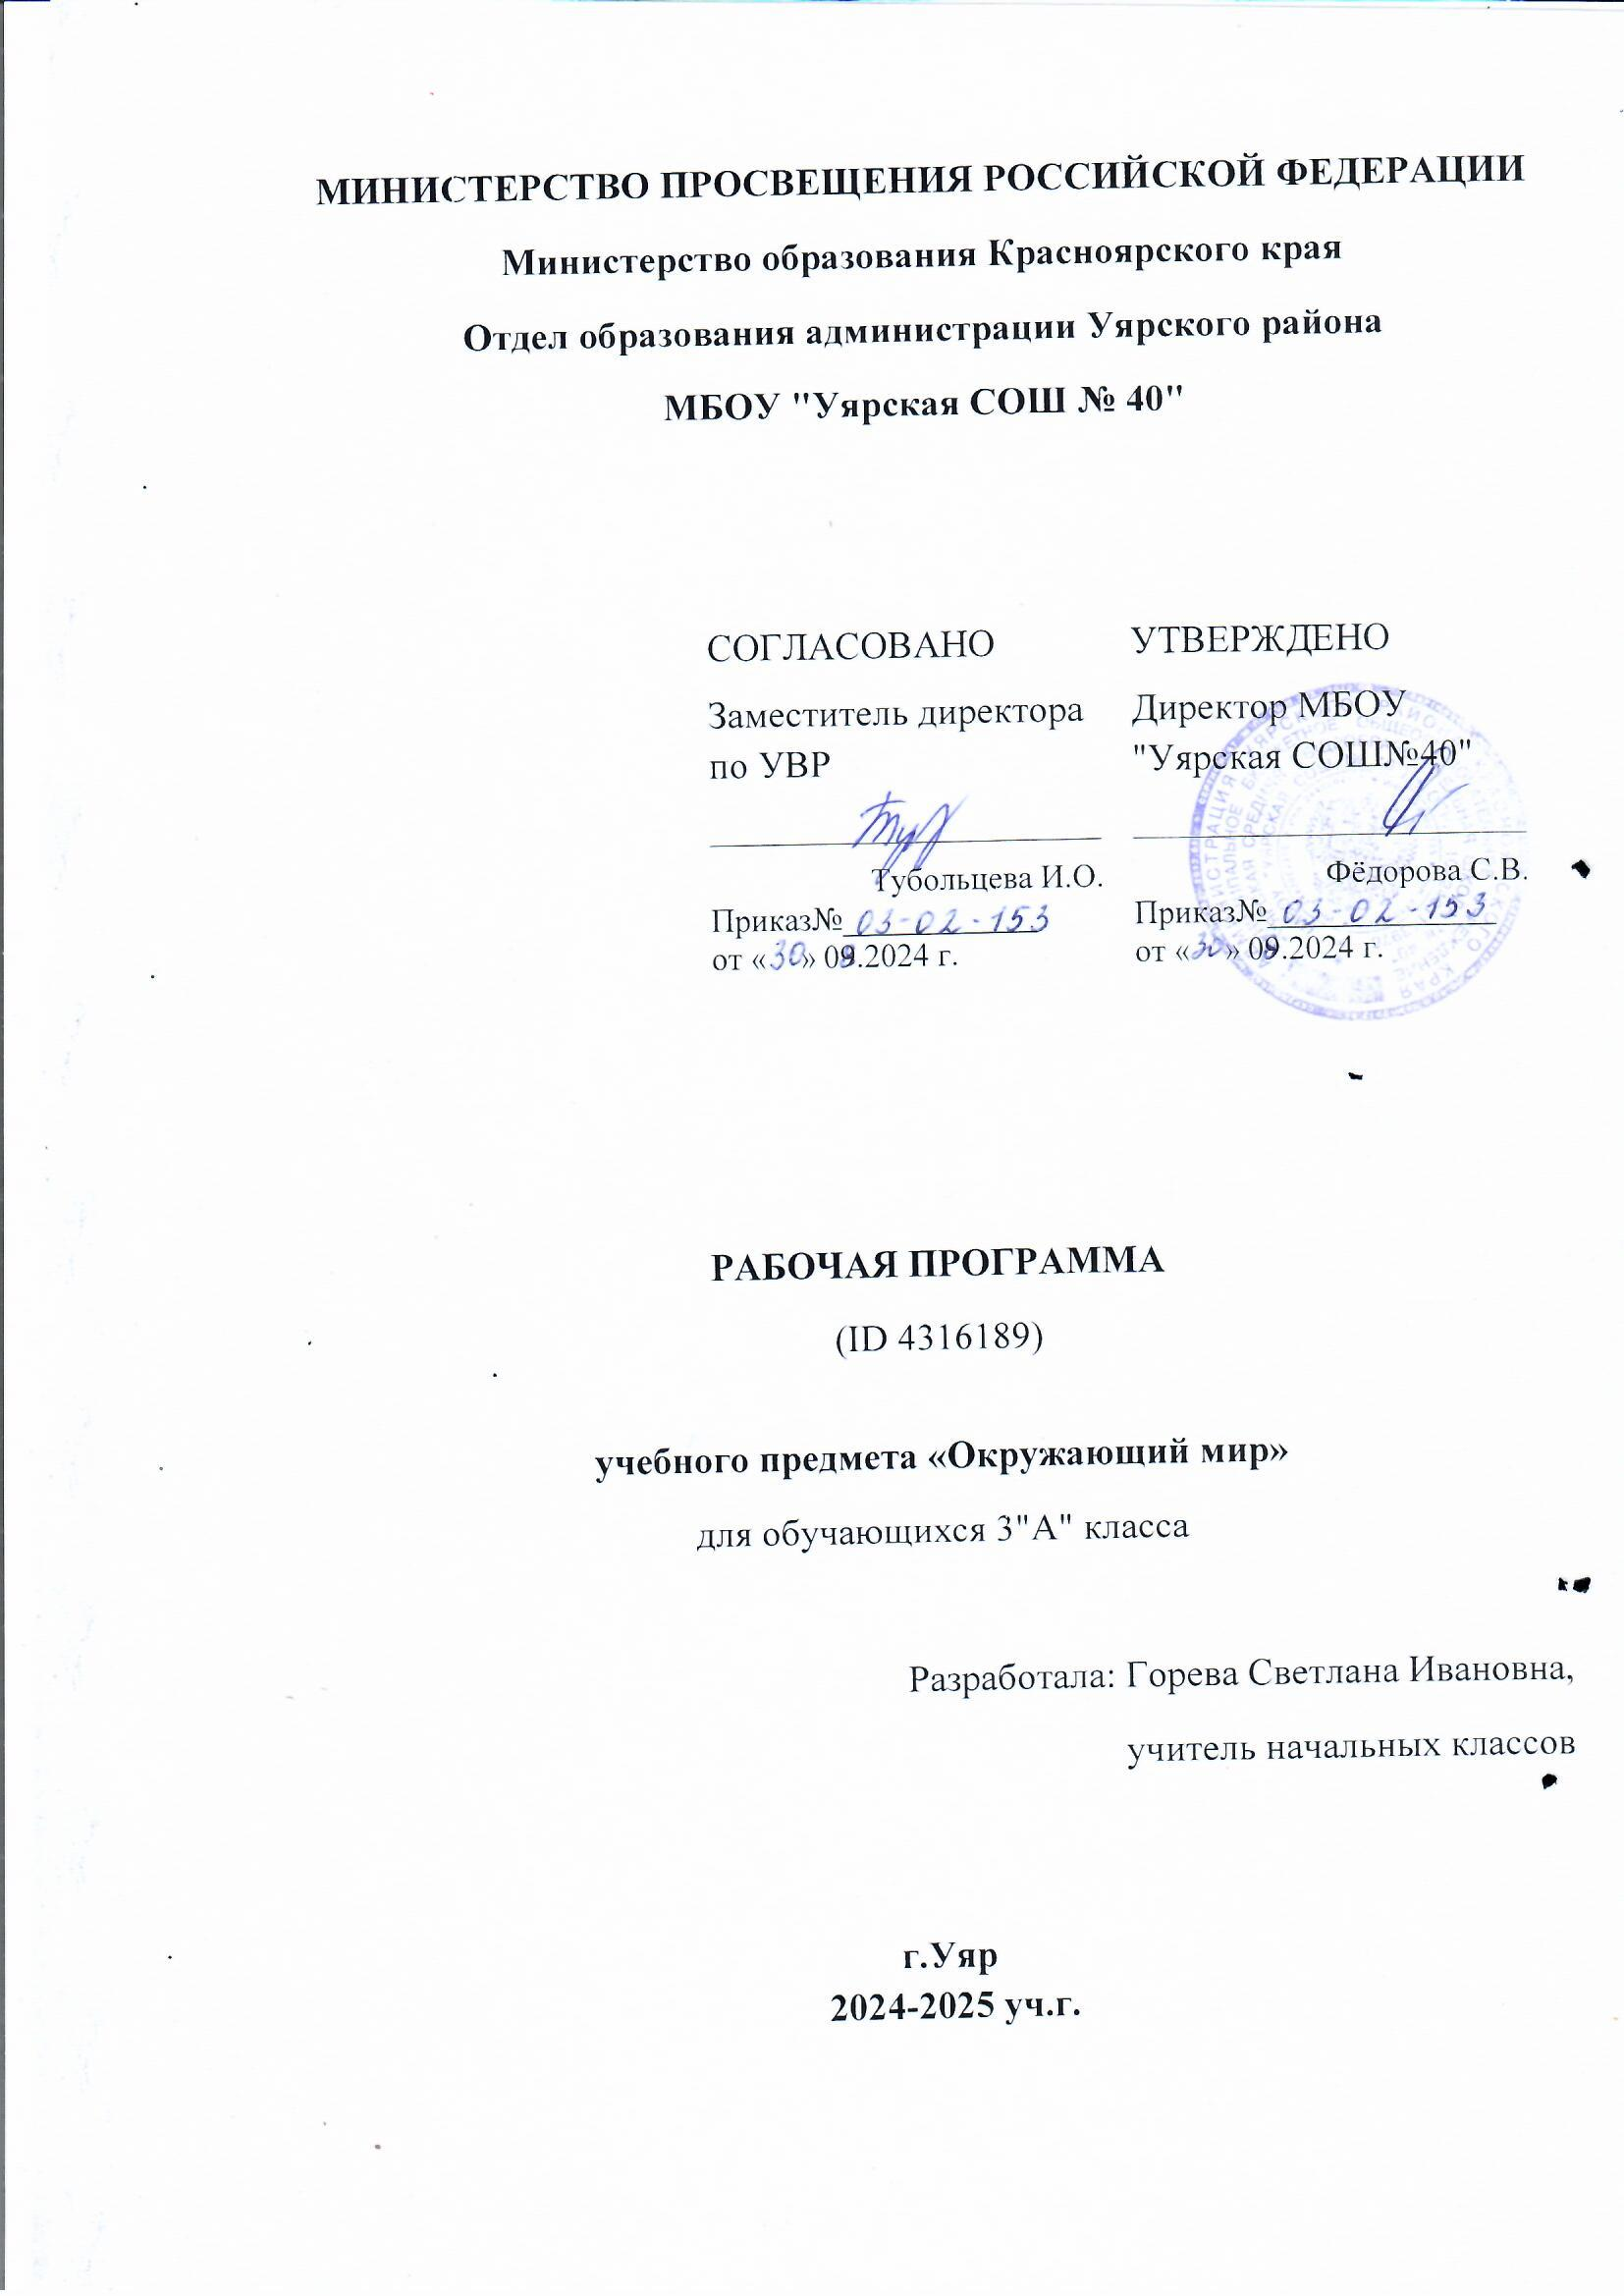 МИНИСТЕРСТВО ПРОСВЕЩЕНИЯ РОССИЙСКОЙ ФЕДЕРАЦИИ
Министерство образования Красноярского края
Отдел образования администрации Уярского района
МБОУ "Уярская СОШ № 40"
СОГЛАСОВАНО
Заместитель директора
по УВР
Тубольцева И.О.
Приказ№ 03-02-153
от «30» 08.2024 г.
УТВЕРЖДЕНО
Директор МБОУ
"Уярская СОШ№40"
Фёдорова С.В.
Приказ№ 03-02-153
от «30» 08.2024 г.
РАБОЧАЯ ПРОГРАММА
(ID 4316189)
учебного предмета «Окружающий мир»
для обучающихся 3"А" класса
Разработала: Горева Светлана Ивановна,
учитель начальных классов
г.Уяр
2024-2025 уч.г.